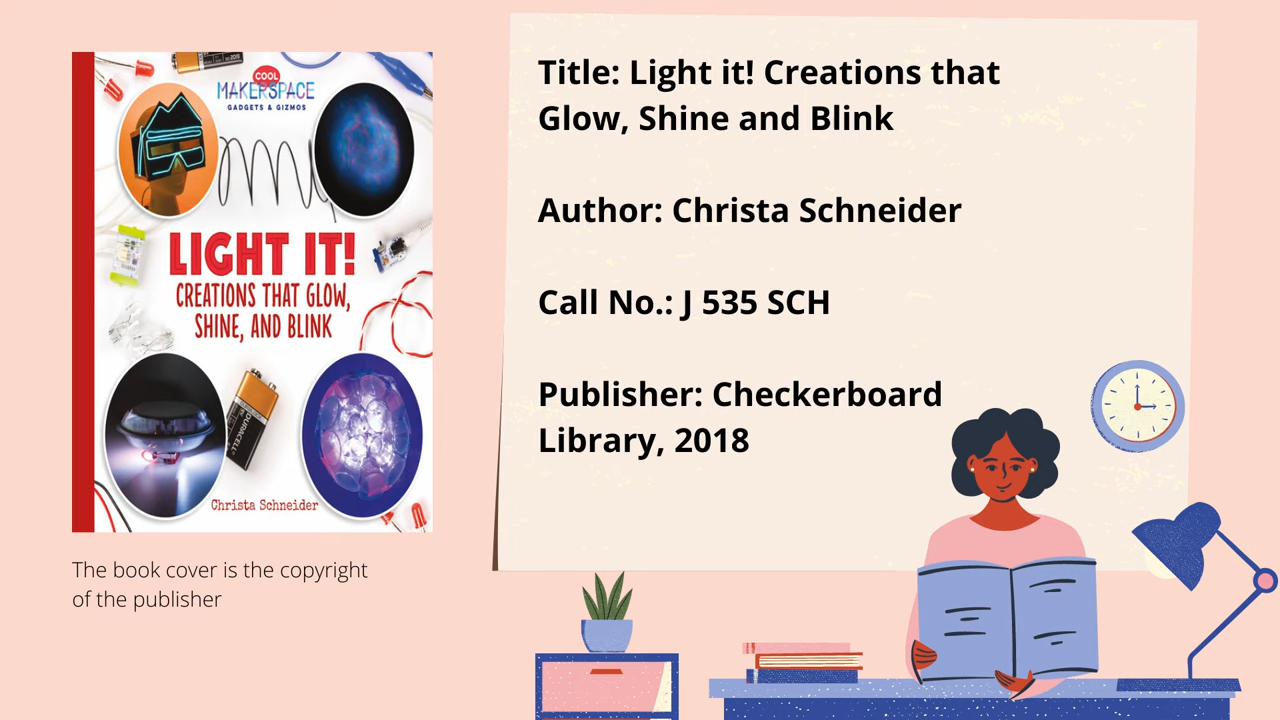 COOL
MAKERSPACE
GADGETS & GIZMOS
LIGHT IT!
CREATIONS THAT GLOW,
SHINE, AND BLINK
DURACELL
Christa Schneider
The book cover is the copyright
of the publisher
Title: Light it! Creations that
Glow, Shine and Blink
Author: Christa Schneider
Call No.: J 535 SCH
Publisher: Checkerboard
Library, 2018